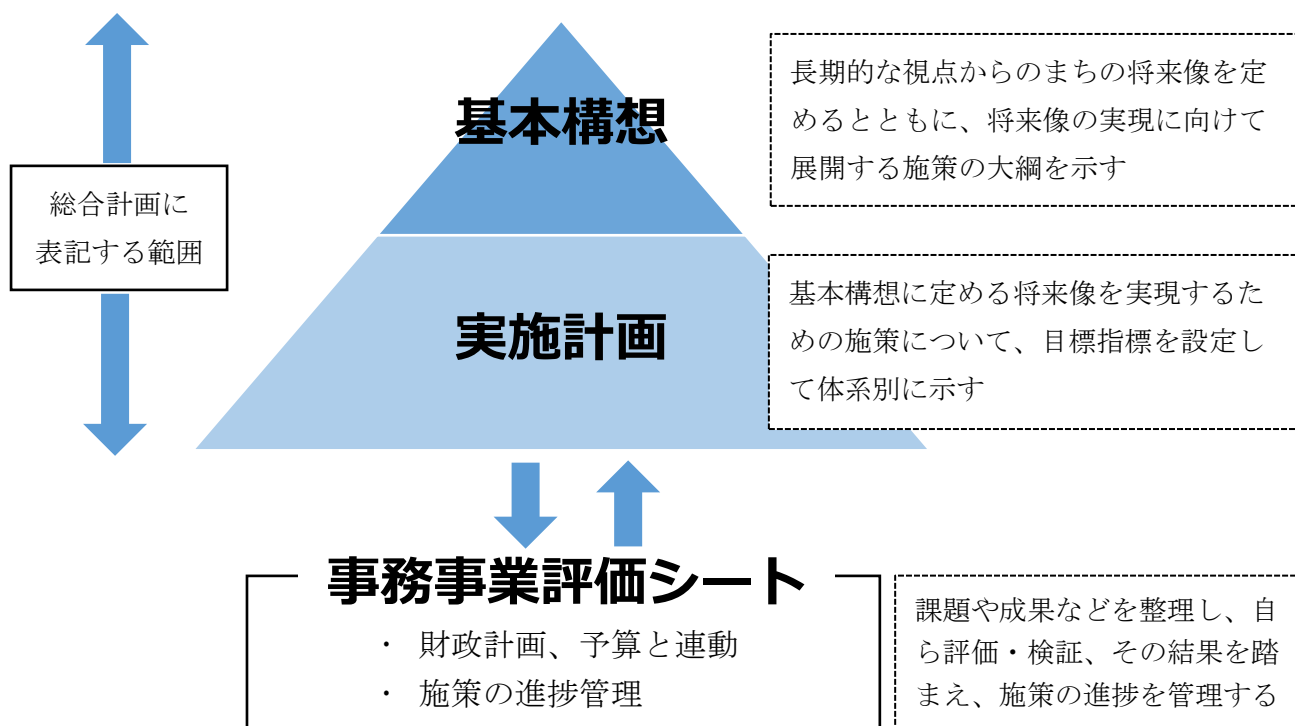 基本構想
長期的な視点からのまちの将来像を定
めるとともに、将来像の実現に向けて
展開する施策の大綱を示す
総合計画に
表記する範囲
実施計画
基本構想に定める将来像を実現するた
めの施策について、目標指標を設定し
て体系別に示す
事務事業評価シート
・ 財政計画、予算と連動
・ 施策の進捗管理
課題や成果などを整理し、自
ら評価・検証、その結果を踏
まえ、施策の進捗を管理する